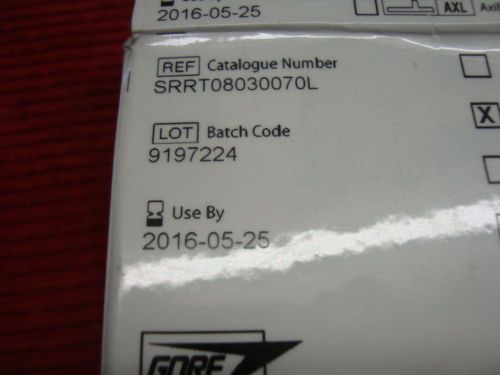 2016-05-25
AXL
REF Catalogue Number
SRRT08030070L
X
LOT Batch Code
9197224
Use By
2016-05-25
GORE